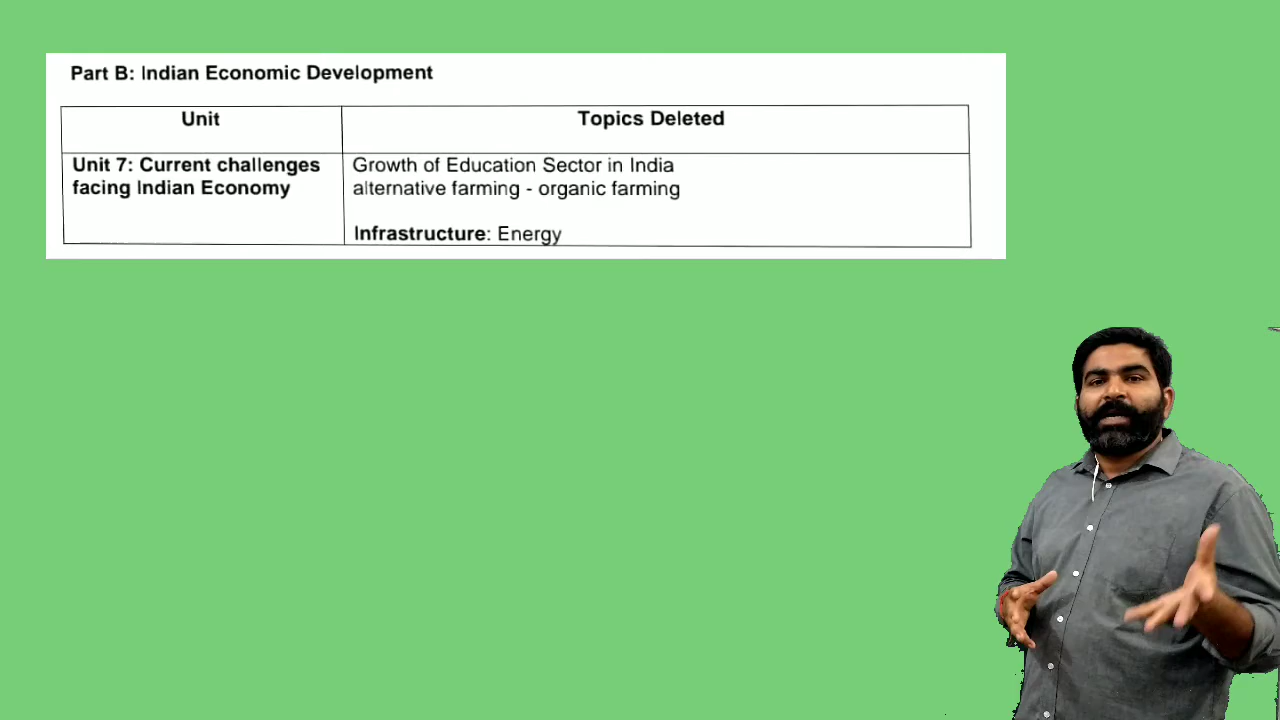 Part B: Indian Economic Development
Unit
Topics Deleted
Unit 7: Current challenges
facing Indian Economy
Growth of Education Sector in India
alternative farming - organic farming
Infrastructure: Energy